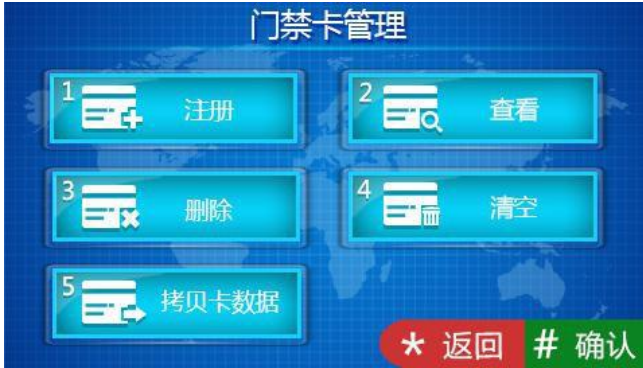 门禁卡管理
1 注册
2 查看
3 删除
4 清空
5 拷贝卡数据
* 返回 # 确认